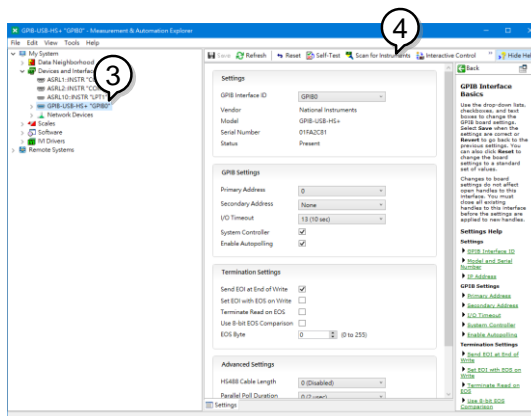 GPIB-USB-HS+ "GPIB0" - Measurement & Automation Explorer
File Edit View Tools Help
My System
Data Neighborhood
Devices and Interfaces
ASRL1::INSTR "CO
ASRL2::INSTR "CO
ASRL10::INSTR "LPT1"
GPIB-USB-HS+ "GPIB0"
Network Devices
Scales
Software
IVI Drivers
Remote Systems
3
4
Save Refresh Reset Self-Test Scan for Instruments Interactive Control Hide Hel
Settings
GPIB Interface ID GPIB0
Vendor National Instruments
Model GPIB-USB-HS+
Serial Number 01FA2C81
Status Present
GPIB Settings
Primary Address 0
Secondary Address None
I/O Timeout 13 (10 sec)
System Controller
Enable Autopolling
Termination Settings
Send EOI at End of Write
Set EOI with EOS on Write
Terminate Read on EOS
Use 8-bit EOS Comparison
EOS Byte 0 (0 to 255)
Advanced Settings
HS488 Cable Length 0 (Disabled)
Parallel Poll Duration 0 (2 usec)
Settings
Back
GPIB Interface
Basics
Use the drop-down lists,
checkboxes, and text
boxes to change the
GPIB board settings.
Select Save when the
settings are correct or
Revert to go back to the
previous settings. You
can also click Reset to
change the board
settings to a standard
set of values.
Changes to board
settings do not affect
open handles to this
interface. You must
close all existing
handles to this interface
before the settings are
applied to new handles.
Settings Help
Settings
GPIB Interface ID
Model and Serial
Number
IP Address
GPIB Settings
Primary Address
Secondary Address
I/O Timeout
System Controller
Enable Autopolling
Termination Settings
Send EOI at End of
Write
Set EOI with EOS on
Write
Terminate Read on
EOS
Use 8-bit EOS
Comparison